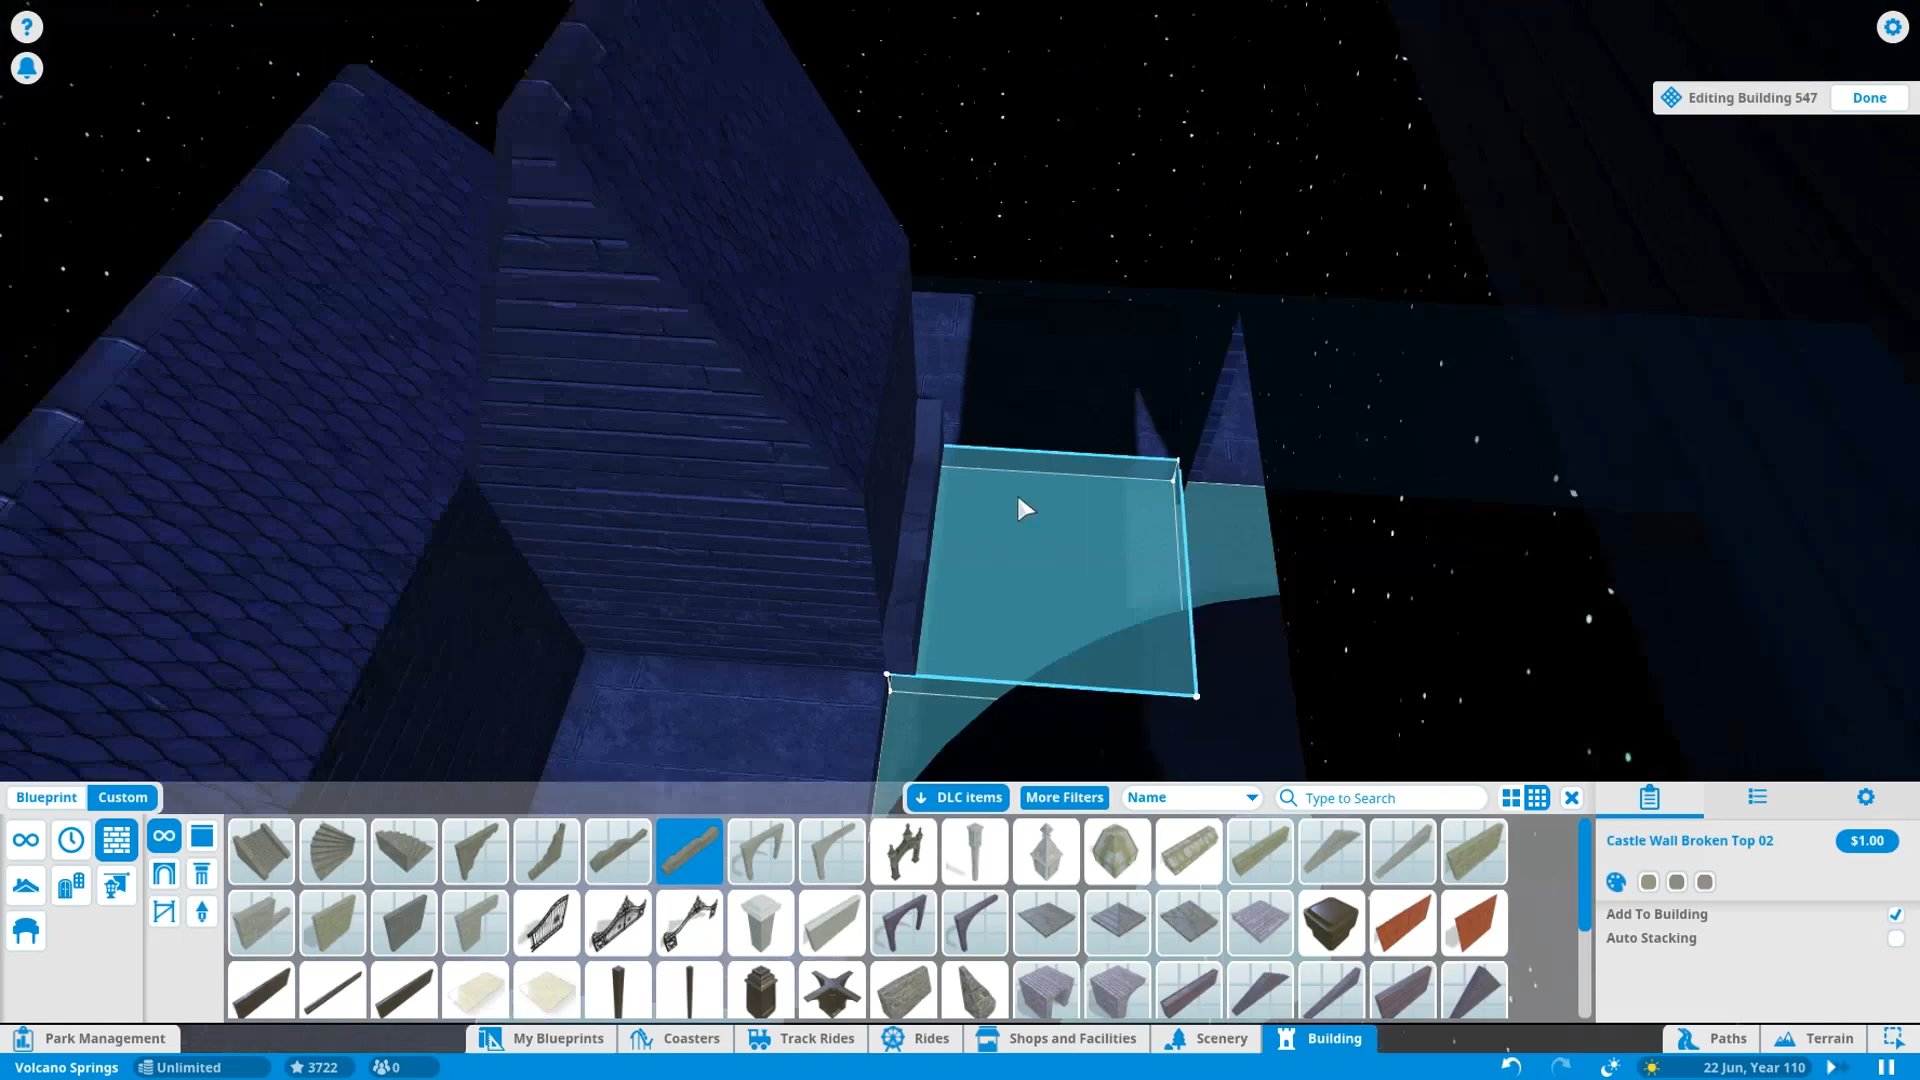 ?
Editing Building 547
Done
Blueprint
Custom
DLC items
More Filters
Name
Type to Search
Castle Wall Broken Top 02
$1.00
Add To Building
Auto Stacking
Park Management
My Blueprints
Coasters
Track Rides
Rides
Shops and Facilities
Scenery
Building
Paths
Terrain
Volcano Springs
Unlimited
3722
0
22 Jun, Year 110